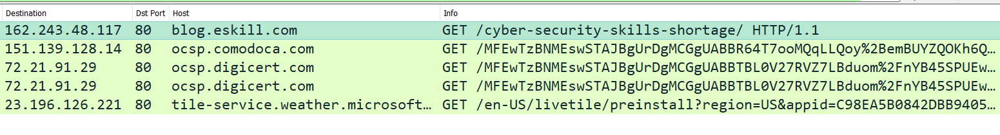 Destination Dst Port Host Info
162.243.48.117 80 blog.eskill.com GET /cyber-security-skills-shortage/ HTTP/1.1
151.139.128.14 80 ocsp.comodoca.com GET /MFEwTzBNMEswSTAJBgUrDgMCGgUABBR64T7ooMQqLLQoy%2BemBUYZQOKh6Q…
72.21.91.29 80 ocsp.digicert.com GET /MFEwTzBNMEswSTAJBgUrDgMCGgUABBTBL0V27RVZ7LBduom%2FnYB45SPUEw…
72.21.91.29 80 ocsp.digicert.com GET /MFEwTzBNMEswSTAJBgUrDgMCGgUABBTBL0V27RVZ7LBduom%2FnYB45SPUEw…
23.196.126.221 80 tile-service.weather.microsoft… GET /en-US/livetile/preinstall?region=US&appid=C98EA5B0842DBB9405…